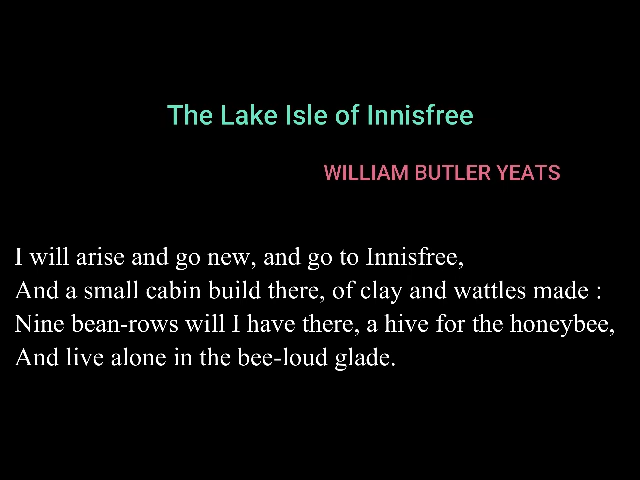 The Lake Isle of Innisfree
WILLIAM BUTLER YEATS
I will arise and go new, and go to Innisfree,
And a small cabin build there, of clay and wattles made :
Nine bean-rows will I have there, a hive for the honeybee,
And live alone in the bee-loud glade.